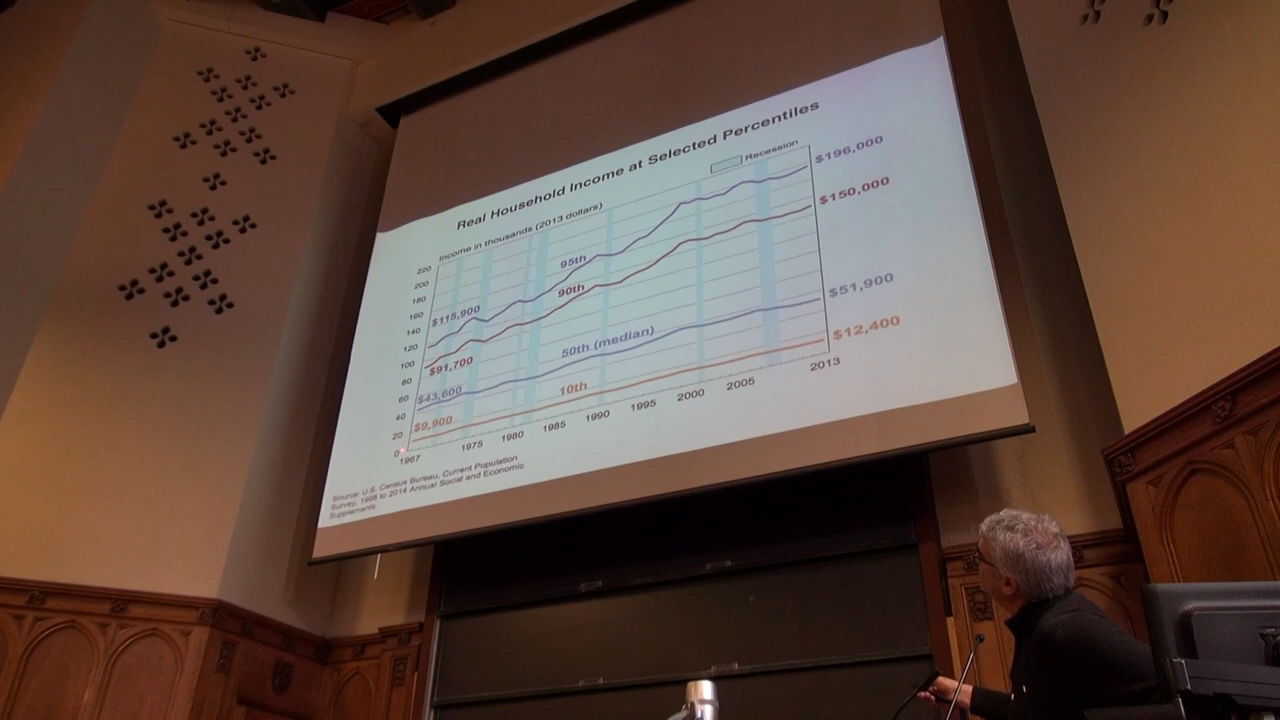 Real Household Income at Selected Percentiles
Recession
Income in thousands (2013 dollars)
220
200
180
160
140
120
100
80
60
40
20
0
$115,900
$91,700
$43,600
$9,900
95th
90th
50th (median)
10th
$196,000
$150,000
$51,900
$12,400
1967
1975
1980
1985
1990
1995
2000
2005
2013
Source: U.S. Census Bureau, Current Population
Survey, 1968 to 2014 Annual Social and Economic
Supplements